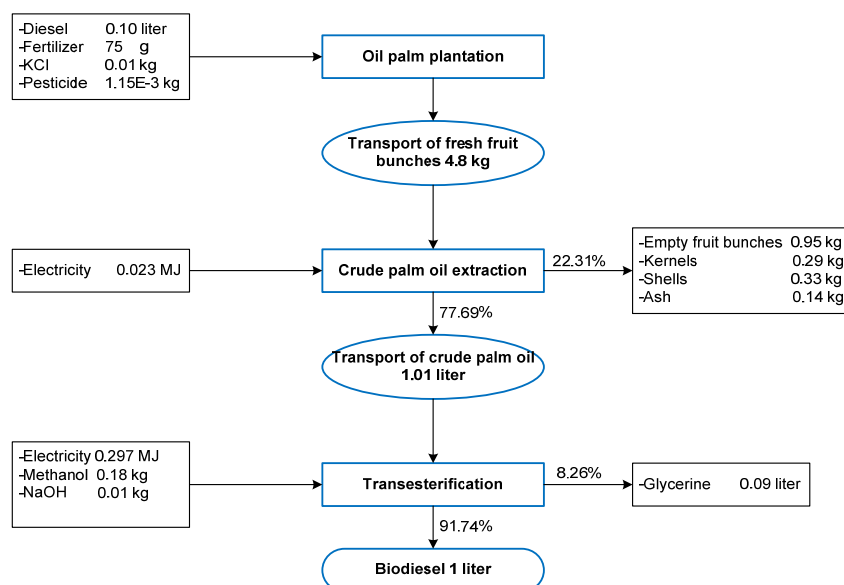 -Diesel 0.10 liter
-Fertilizer 75 g
-KCl 0.01 kg
-Pesticide 1.15E-3 kg
Oil palm plantation
Transport of fresh fruit
bunches 4.8 kg
-Electricity 0.023 MJ
Crude palm oil extraction
22.31%
-Empty fruit bunches 0.95 kg
-Kernels 0.29 kg
-Shells 0.33 kg
-Ash 0.14 kg
77.69%
Transport of crude palm oil
1.01 liter
-Electricity 0.297 MJ
-Methanol 0.18 kg
-NaOH 0.01 kg
Transesterification
8.26%
-Glycerine 0.09 liter
91.74%
Biodiesel 1 liter